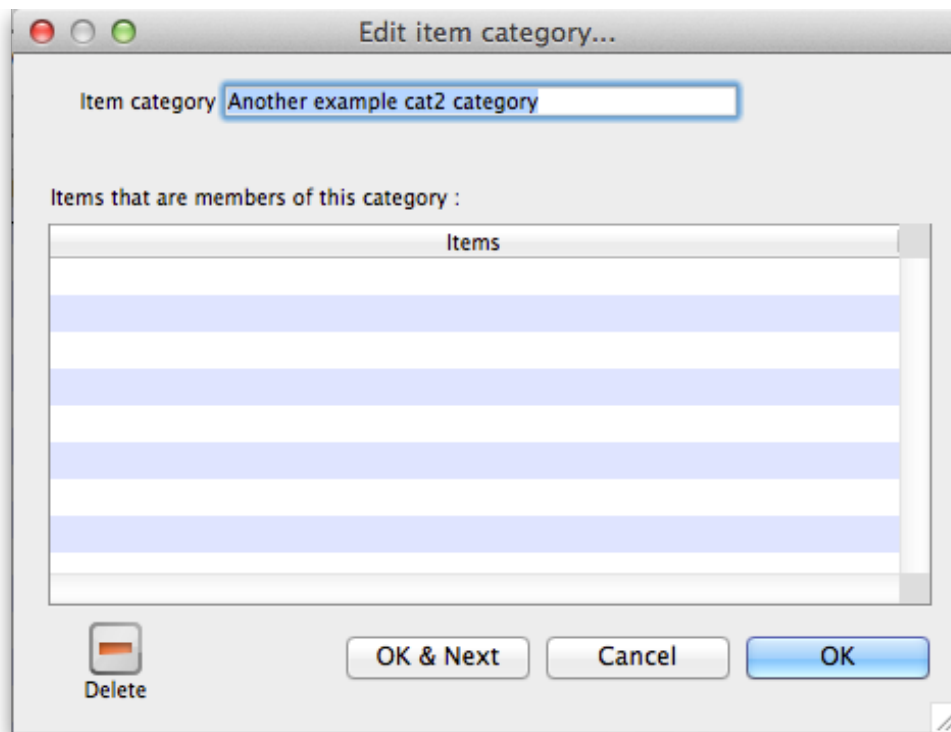 Edit item category...
Item category Another example cat2 category
Items that are members of this category :
Items
OK & Next Cancel OK
Delete